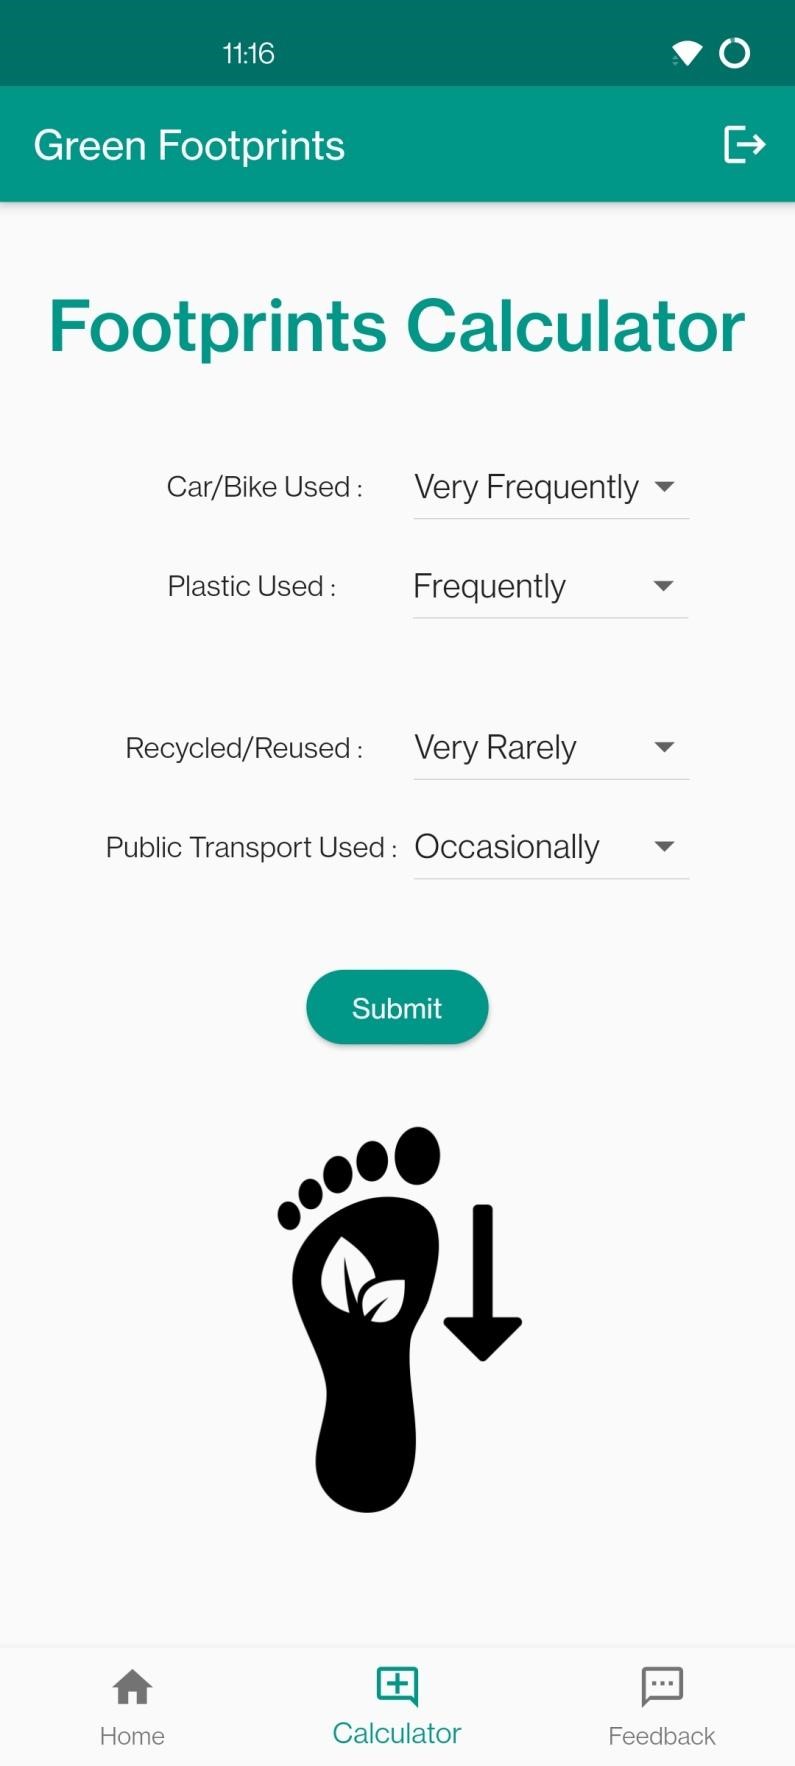 11:16
Green Footprints
Footprints Calculator
Car/Bike Used : Very Frequently
Plastic Used : Frequently
Recycled/Reused : Very Rarely
Public Transport Used : Occasionally
Submit
Home Calculator Feedback